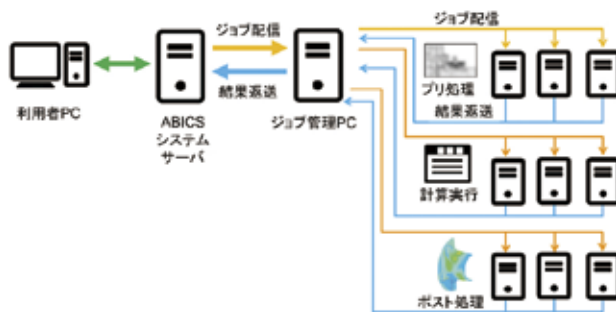 ジョブ配信
ジョブ配信
プリ処理
結果返送
利用者PC
結果返送
ABICS
システム
サーバ
ジョブ管理PC
計算実行
ポスト処理